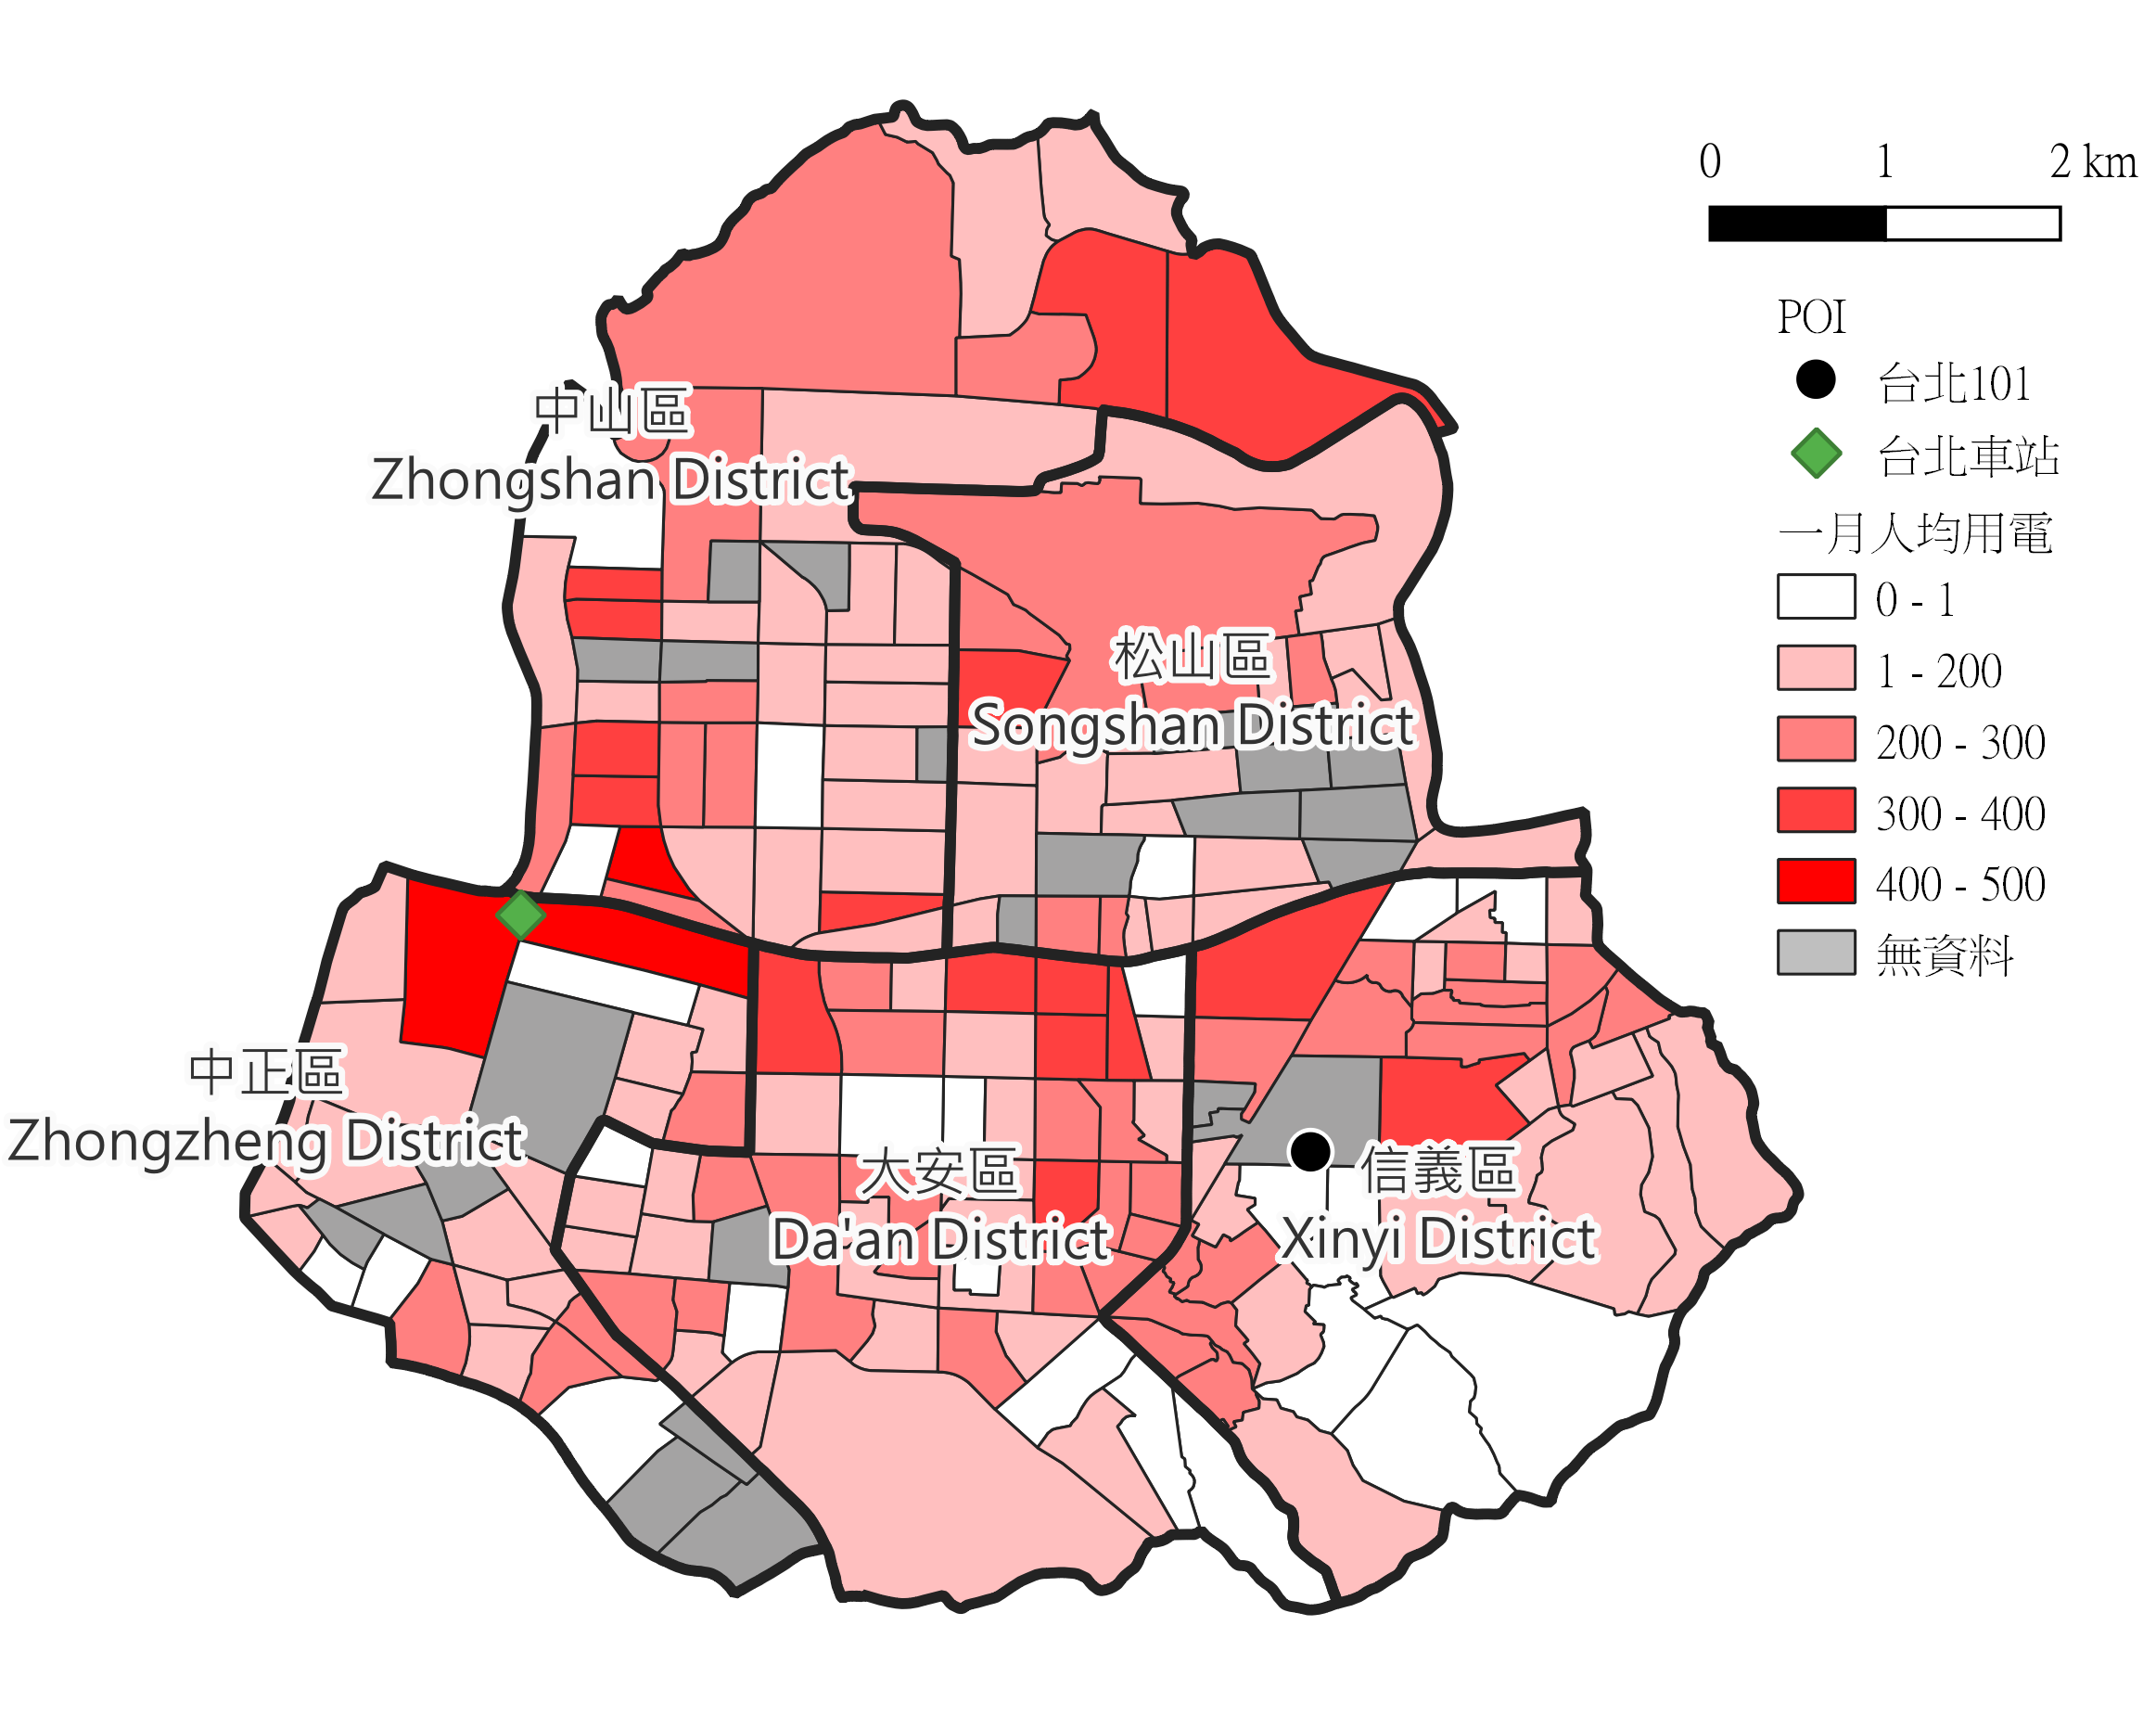 0 1 2 km
POI
台北101
台北車站
一月人均用電
0 - 1
1 - 200
200 - 300
300 - 400
400 - 500
無資料
中山區
Zhongshan District
松山區
Songshan District
中正區
Zhongzheng District
大安區
Da'an District
信義區
Xinyi District